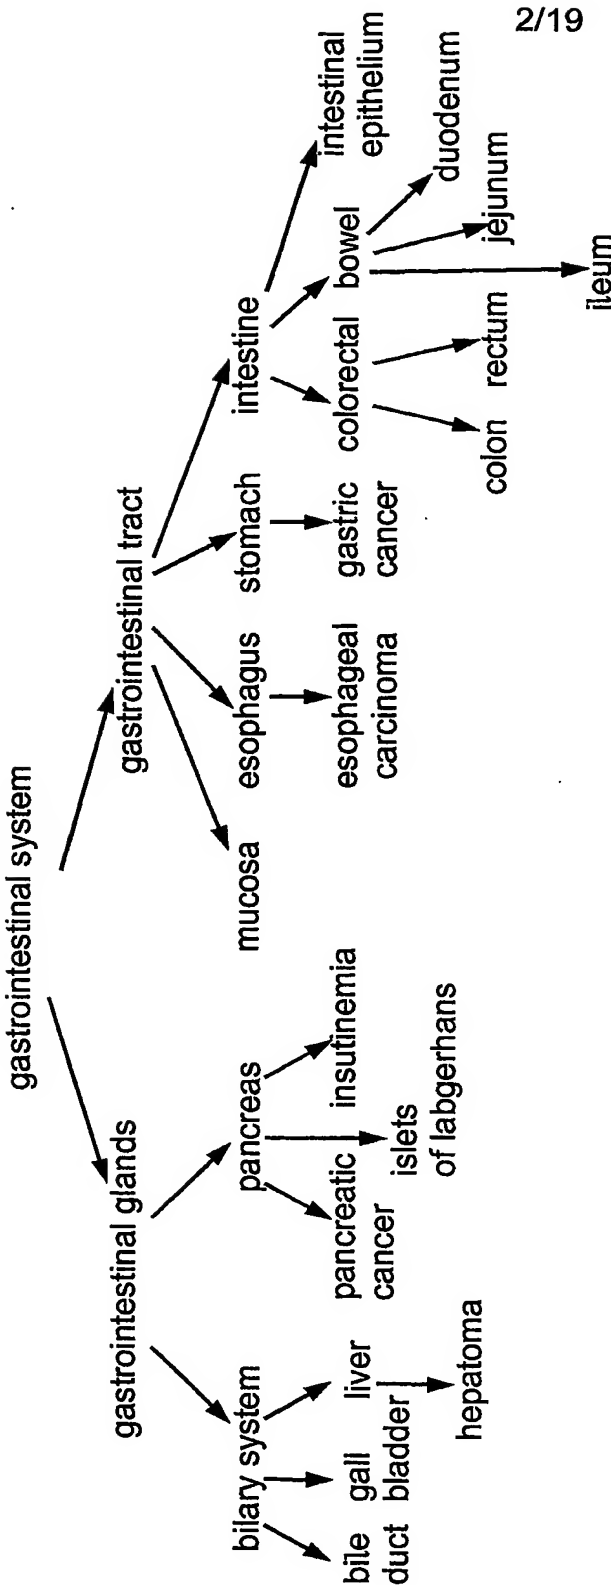 2/19
gastrointestinal system
gastrointestinal glands
gastrointestinal tract
bilary system
pancreas
mucosa
esophagus
stomach
intestine
bile
duct
gall
bladder
liver
pancreatic
cancer
insutinemia
esophageal
carcinoma
gastric
cancer
colorectal
bowel
intestinal
epithelium
hepatoma
islets
of labgerhans
colon
rectum
jejunum
duodenum
ileum